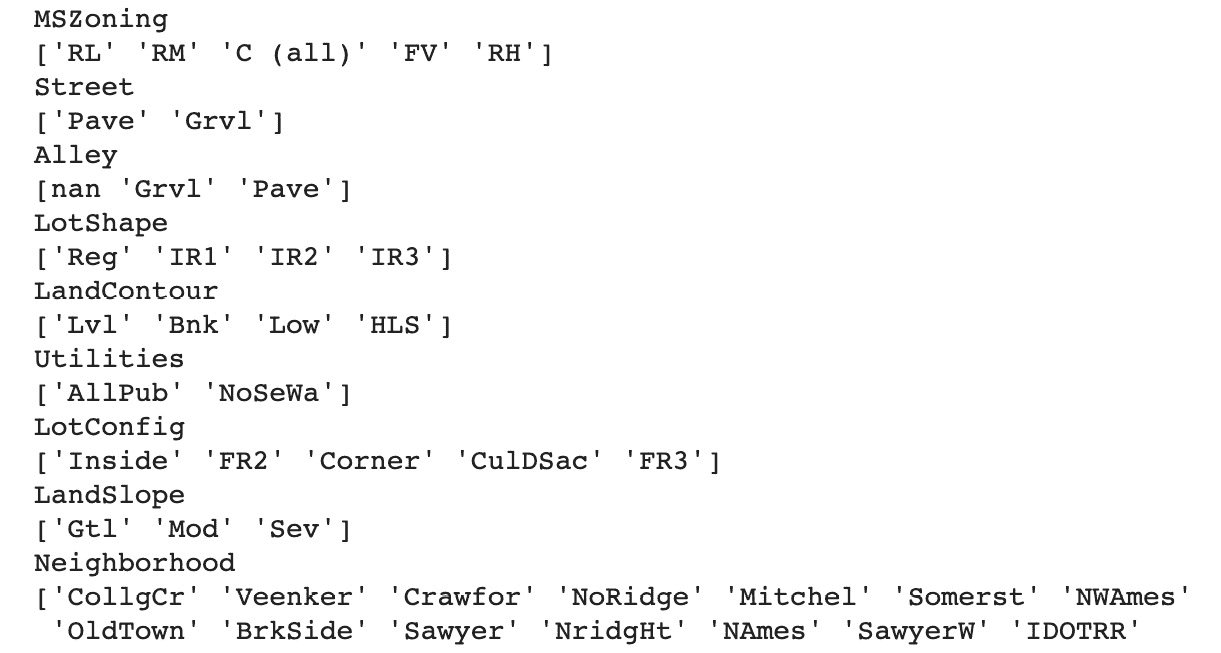 MSZoning
['RL' 'RM' 'C (all)' 'FV' 'RH']
Street
['Pave' 'Grvl']
Alley
[nan 'Grvl' 'Pave']
LotShape
['Reg' 'IR1' 'IR2' 'IR3']
LandContour
['Lvl' 'Bnk' 'Low' 'HLS']
Utilities
['AllPub' 'NoSeWa']
LotConfig
['Inside' 'FR2' 'Corner' 'CulDSac' 'FR3']
LandSlope
['Gtl' 'Mod' 'Sev']
Neighborhood
['CollgCr' 'Veenker' 'Crawfor' 'NoRidge' 'Mitchel' 'Somerst' 'NWAmes'
'OldTown' 'BrkSide' 'Sawyer' 'NridgHt' 'NAmes' 'SawyerW' 'IDOTRR'